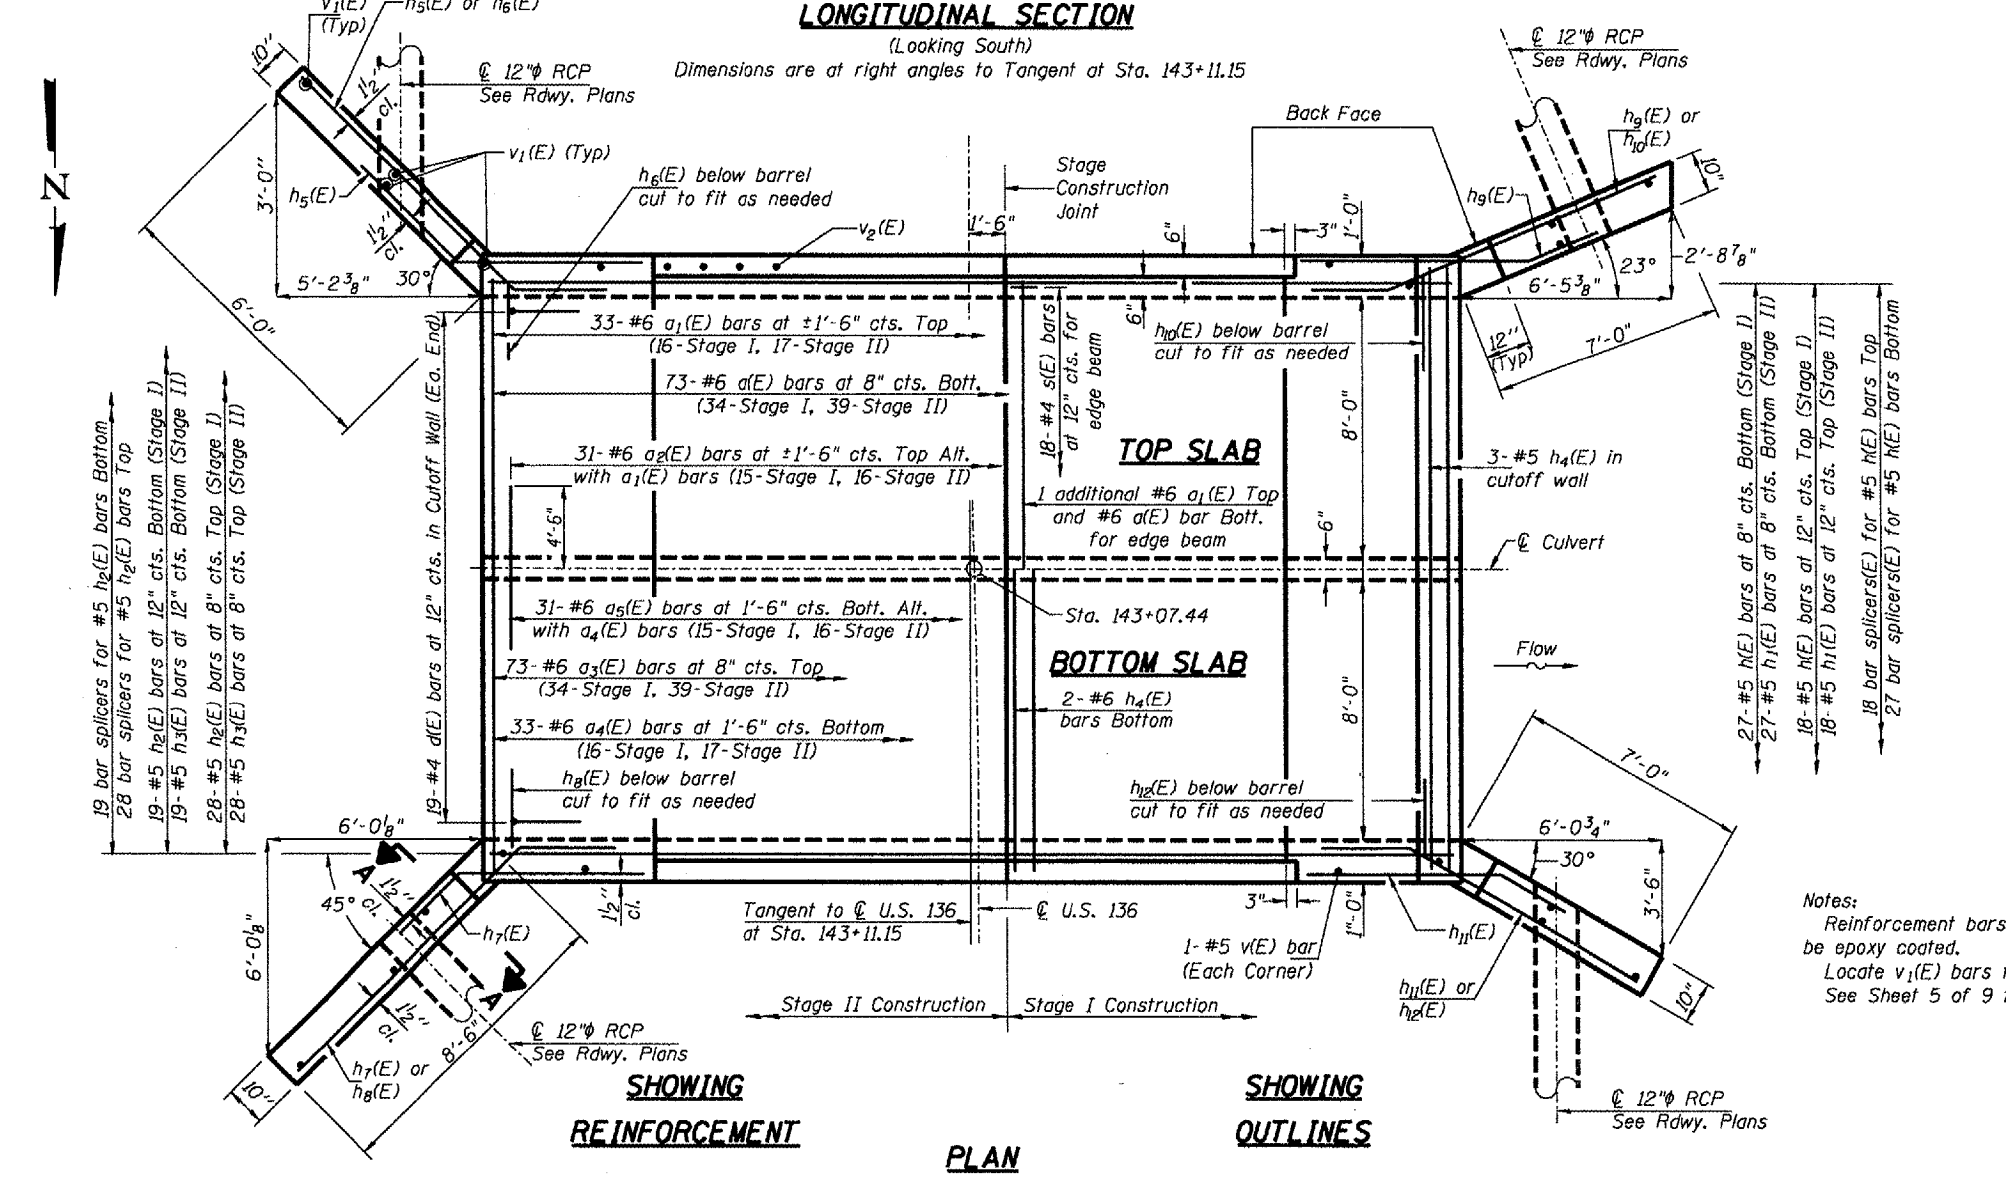 v1(E)
(Typ)
h5(E) or h6(E)
LONGITUDINAL SECTION
(Looking South)
Dimensions are at right angles to Tangent at Sta. 143+11.15
10"
1½"
cl.
℄ 12"ϕ RCP
See Rdwy. Plans
℄ 12"ϕ RCP
See Rdwy. Plans
Back Face
h9(E) or
h10(E)
10"
N
3'-0"
v1(E) (Typ)
h5(E)
1½"
cl.
h6(E) below barrel
cut to fit as needed
Stage
Construction
Joint
v2(E)
1'-6"
6"
3"
1'-0"
h9(E)
23°
2'-8⅞"
5'-2⅜"
30°
6'-0"
6'-5⅜"
12"
(Typ)
7'-0"
33-#6 a1(E) bars at ±1'-6" cts. Top
(16-Stage I, 17-Stage II)
6"
h10(E) below barrel
cut to fit as needed
73-#6 a(E) bars at 8" cts. Bott.
(34-Stage I, 39-Stage II)
18-#4 s(E) bars
at 12" cts. for
edge beam
8'-0"
TOP SLAB
31-#6 a2(E) bars at ±1'-6" cts. Top Alt.
with a1(E) bars (15-Stage I, 16-Stage II)
3-#5 h4(E) in
cutoff wall
1 additional #6 a1(E) Top
and #6 a(E) bar Bott.
for edge beam
4'-6"
6"
℄ Culvert
19 bar splicers for #5 h2(E) bars Bottom
28 bar splicers for #5 h2(E) bars Top
19-#5 h2(E) bars at 12" cts. Bottom (Stage I)
19-#5 h3(E) bars at 12" cts. Bottom (Stage II)
28-#5 h2(E) bars at 8" cts. Top (Stage I)
28-#5 h3(E) bars at 8" cts. Top (Stage II)
19-#4 d(E) bars at 12" cts. in Cutoff Wall (Ea. End)
27-#5 h(E) bars at 8" cts. Bottom (Stage I)
27-#5 h1(E) bars at 8" cts. Bottom (Stage II)
18-#5 h(E) bars at 12" cts. Top (Stage I)
18-#5 h1(E) bars at 12" cts. Top (Stage II)
18 bar splicers(E) for #5 h(E) bars Top
27 bar splicers(E) for #5 h(E) bars Bottom
31-#6 a5(E) bars at 1'-6" cts. Bott. Alt.
with a4(E) bars (15-Stage I, 16-Stage II)
Sta. 143+07.44
BOTTOM SLAB
Flow
73-#6 a3(E) bars at 8" cts. Top
(34-Stage I, 39-Stage II)
2-#6 h4(E)
bars Bottom
8'-0"
33-#6 a4(E) bars at 1'-6" cts. Bottom
(16-Stage I, 17-Stage II)
h8(E) below barrel
cut to fit as needed
h12(E) below barrel
cut to fit as needed
7'-0"
6'-0⅛"
6'-0¾"
30°
3'-6"
A
1½"
cl.
45°
6'-0⅛"
h7(E)
A
1½"
cl.
1½"
cl.
Tangent to ℄ U.S. 136
at Sta. 143+11.15
℄ U.S. 136
3"
1"-0"
1-#5 v(E) bar
(Each Corner)
h11(E)
h11(E) or
h12(E)
10"
Notes:
Reinforcement bars
be epoxy coated.
Locate v1(E) bars
See Sheet 5 of 9
Stage II Construction
Stage I Construction
8'-6"
℄ 12"ϕ RCP
See Rdwy. Plans
h7(E) or
h8(E)
10"
℄ 12"ϕ RCP
See Rdwy. Plans
SHOWING
REINFORCEMENT
SHOWING
OUTLINES
PLAN